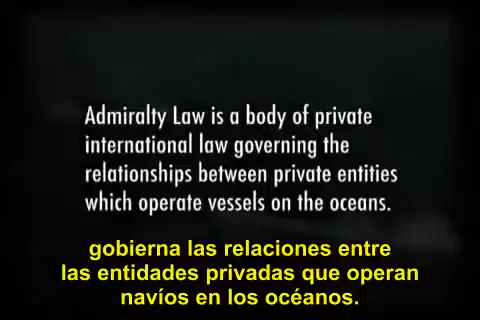 Admiralty Law is a body of private
international law governing the
relationships between private entities
which operate vessels on the oceans.
gobierna las relaciones entre
las entidades privadas que operan
navíos en los océanos.